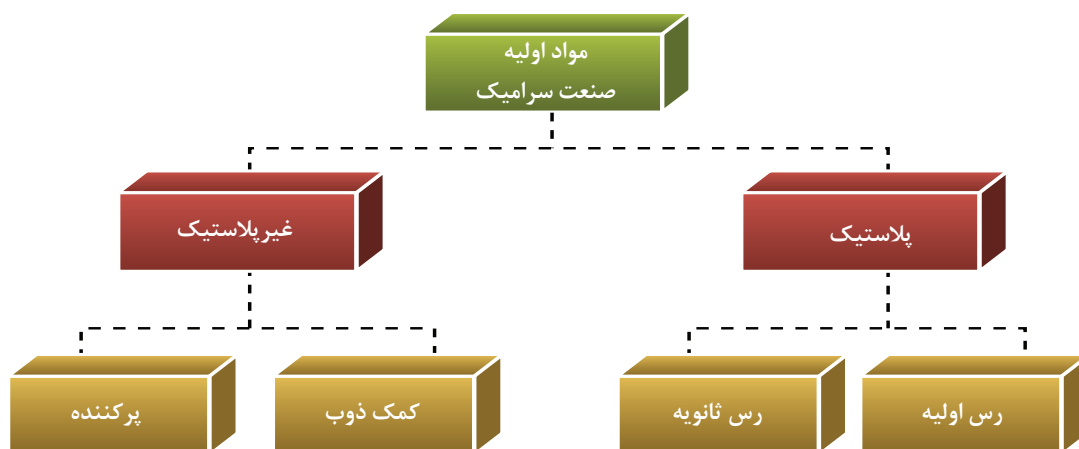 مواد اولیه
صنعت سرامیک
پلاستیک
غیرپلاستیک
رس اولیه
رس ثانویه
کمک ذوب
پرکننده